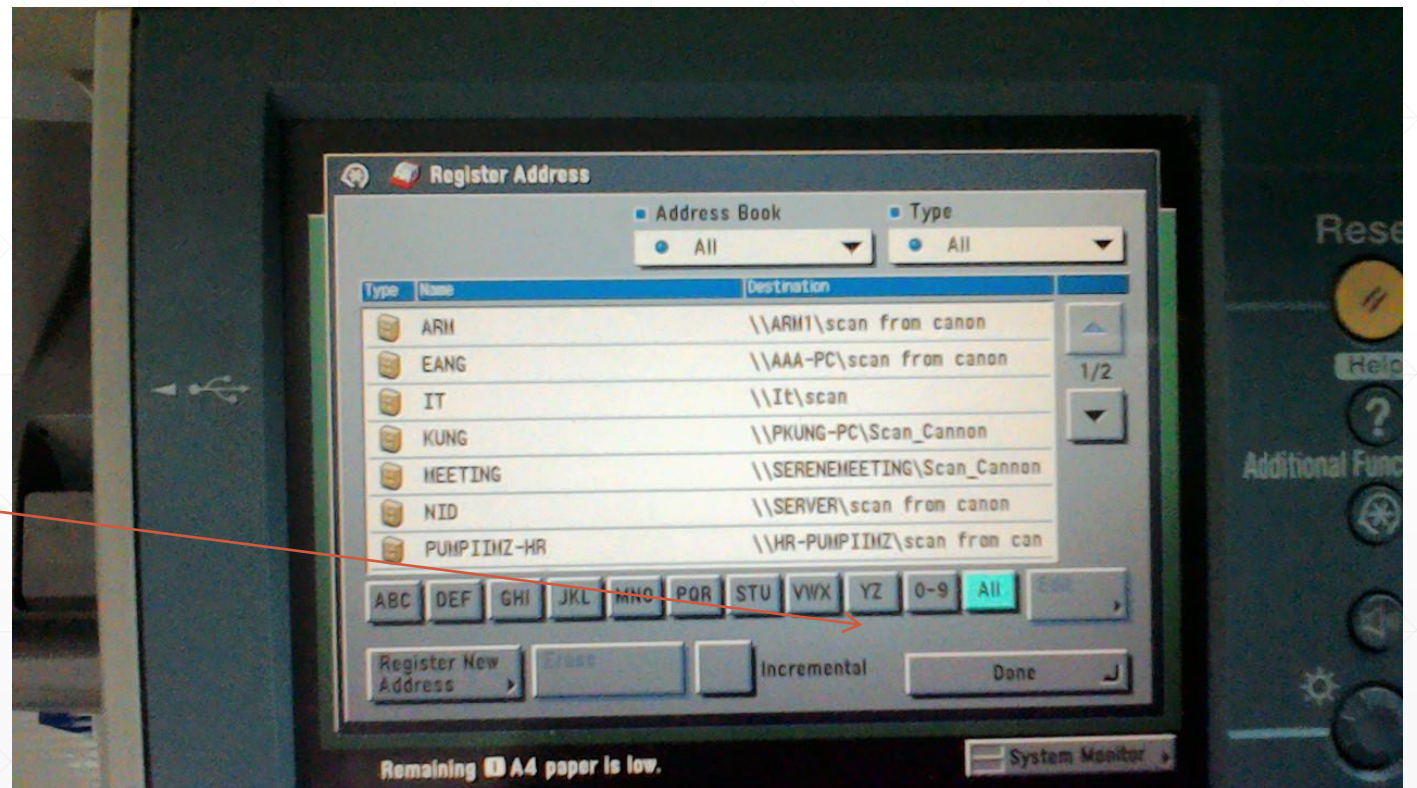 Register Address
Address Book
Type
All
All
Type Name Destination
ARM \\ARM1\scan from canon
EANG \\AAA-PC\scan from canon
1/2
IT \\It\scan
KUNG \\PKUNG-PC\Scan_Cannon
MEETING \\SERENEMEETING\Scan_Cannon
NID \\SERVER\scan from canon
PUMPIIMZ-HR \\HR-PUMPIIMZ\scan from can
ABC DEF GHI JKL MNO PQR STU VWX YZ 0-9 All Edit
Register New
Address
Erase
Incremental
Done
Remaining 1 A4 paper is low.
System Monitor
Rese
Help
?
Additional Func